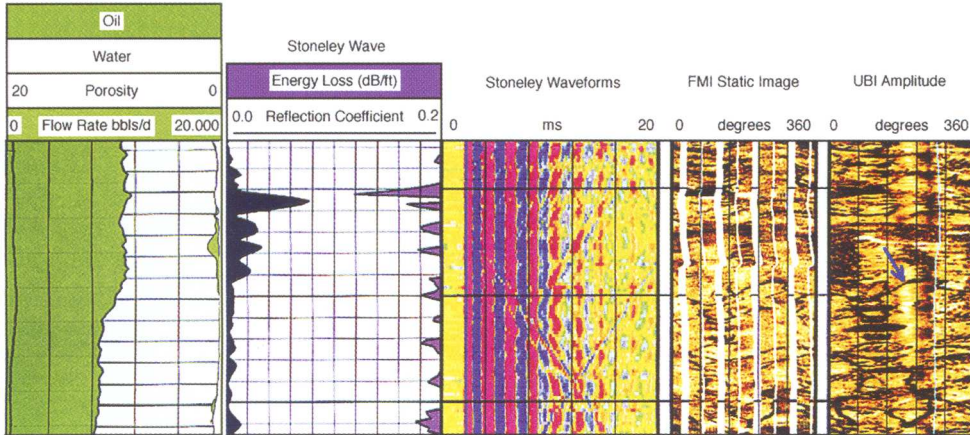 Oil
Water
20 Porosity 0
0 Flow Rate bbls/d 20.000
Stoneley Wave
Energy Loss (dB/ft)
0.0 Reflection Coefficient 0.2
Stoneley Waveforms
0 ms 20
FMI Static Image
0 degrees 360
UBI Amplitude
0 degrees 360